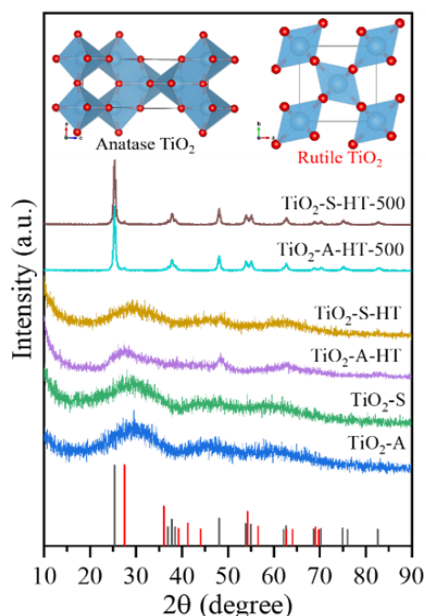 Anatase TiO₂
Rutile TiO₂
TiO₂-S-HT-500
TiO₂-A-HT-500
TiO₂-S-HT
TiO₂-A-HT
TiO₂-S
TiO₂-A
Intensity (a.u.)
10 20 30 40 50 60 70 80 90
2θ (degree)